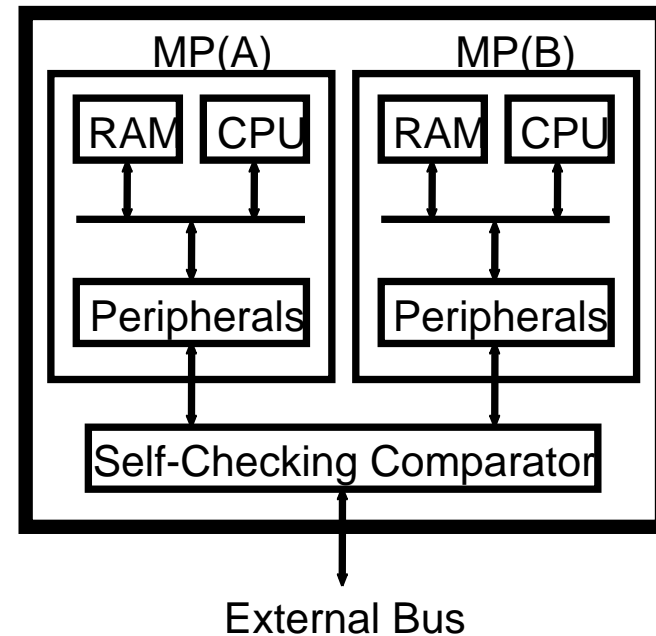 MP(A)
MP(B)
RAM
CPU
RAM
CPU
Peripherals
Peripherals
Self-Checking Comparator
External Bus